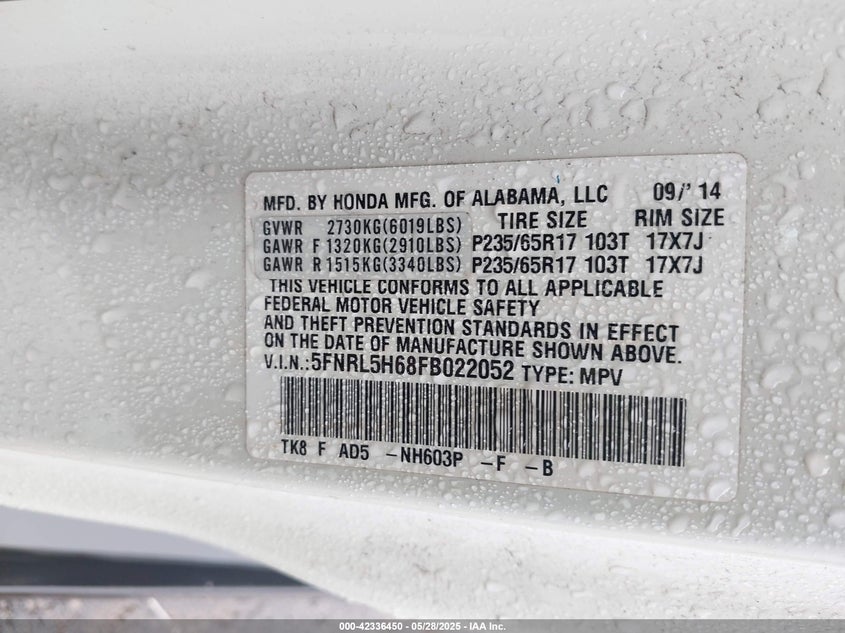 MFD. BY HONDA MFG. OF ALABAMA, LLC 09/' 14
GVWR 2730KG(6019LBS) TIRE SIZE RIM SIZE
GAWR F 1320KG(2910LBS) P235/65R17 103T 17X7J
GAWR R 1515KG(3340LBS) P235/65R17 103T 17X7J
THIS VEHICLE CONFORMS TO ALL APPLICABLE
FEDERAL MOTOR VEHICLE SAFETY
AND THEFT PREVENTION STANDARDS IN EFFECT
ON THE DATE OF MANUFACTURE SHOWN ABOVE.
V.I.N.:5FNRL5H68FB022052 TYPE: MPV
TK8 F AD5 -NH603P -F -B
000-42336450 - 05/28/2025 - IAA Inc.